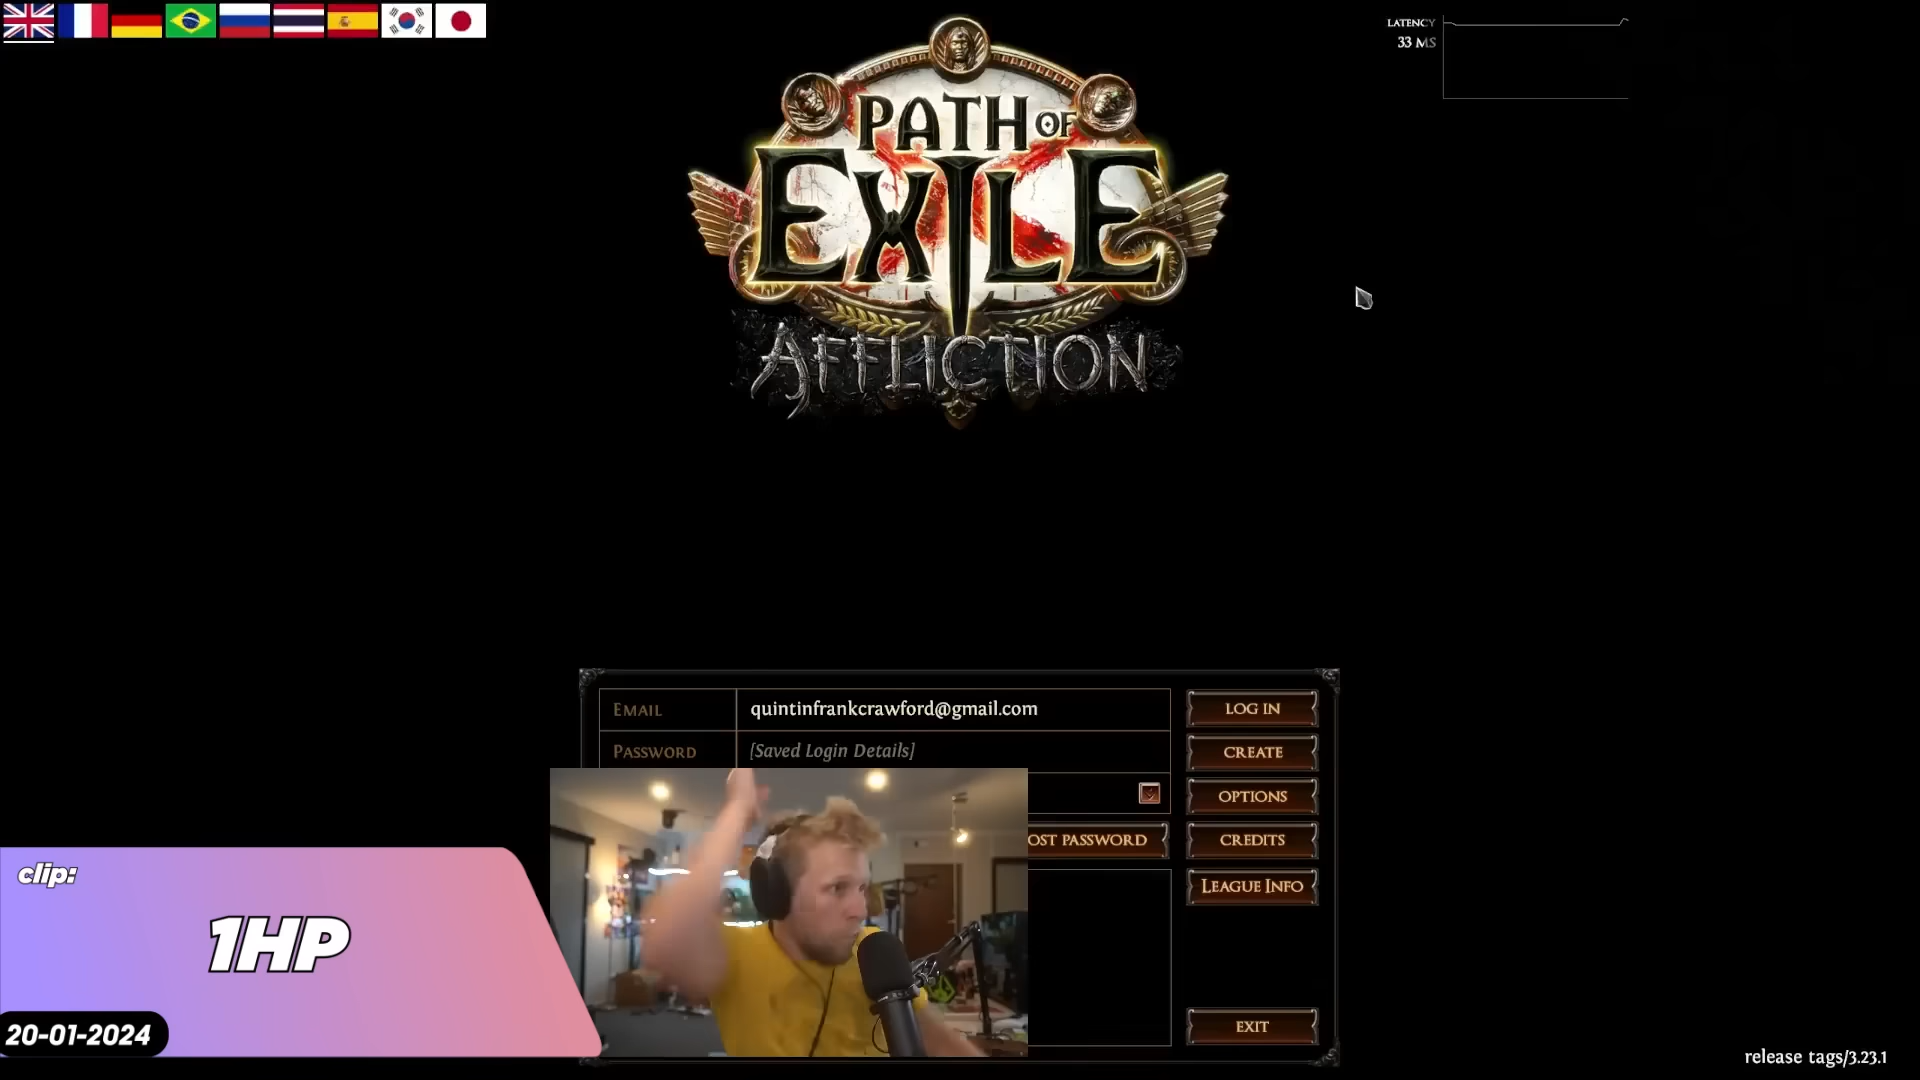 LATENCY
33 MS
PATH OF
EXILE
AFFLICTION
EMAIL
quintinfrankcrawford@gmail.com
LOG IN
PASSWORD
[Saved Login Details]
CREATE
OPTIONS
OST PASSWORD
CREDITS
LEAGUE INFO
EXIT
clip:
1HP
20-01-2024
release tags/3.23.1